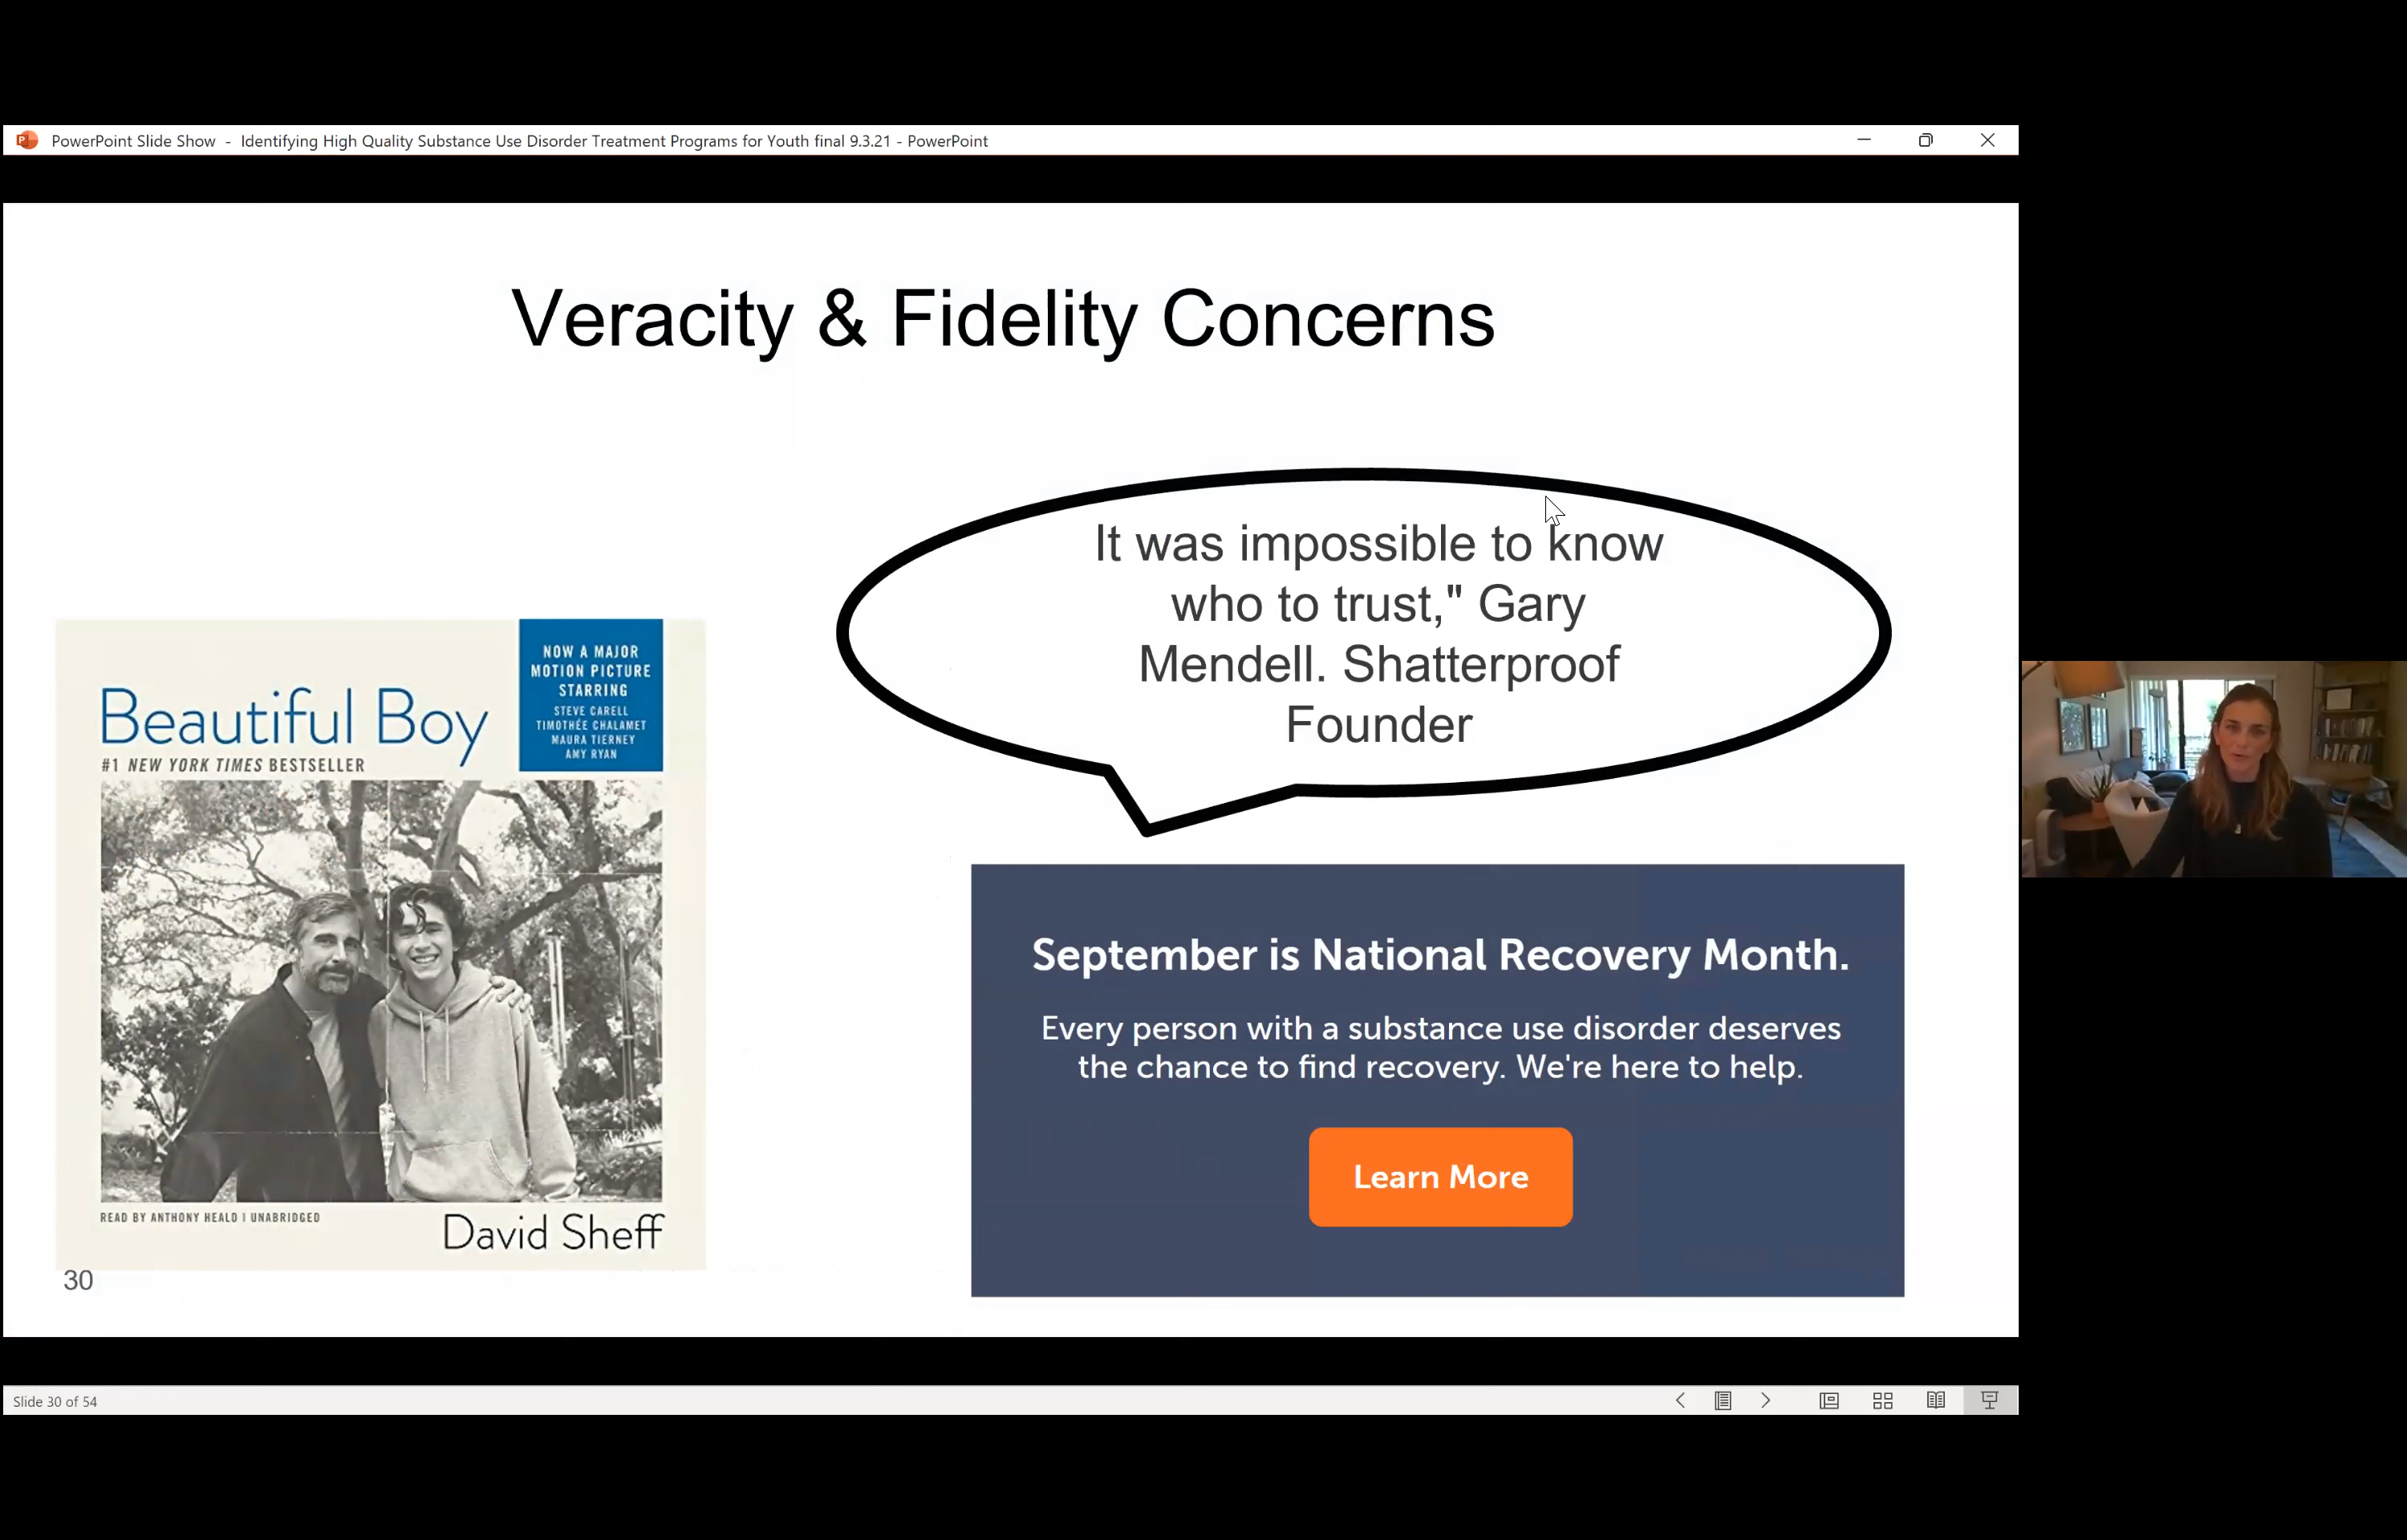 PowerPoint Slide Show - Identifying High Quality Substance Use Disorder Treatment Programs for Youth final 9.3.21 - PowerPoint
Veracity & Fidelity Concerns
It was impossible to know
who to trust," Gary
Mendell. Shatterproof
Founder
NOW A MAJOR
MOTION PICTURE
STARRING
STEVE CARELL
TIMOTHÉE CHALAMET
MAURA TIERNEY
AMY RYAN
Beautiful Boy
#1 NEW YORK TIMES BESTSELLER
READ BY ANTHONY HEALD | UNABRIDGED
David Sheff
September is National Recovery Month.
Every person with a substance use disorder deserves
the chance to find recovery. We're here to help.
Learn More
30
Slide 30 of 54